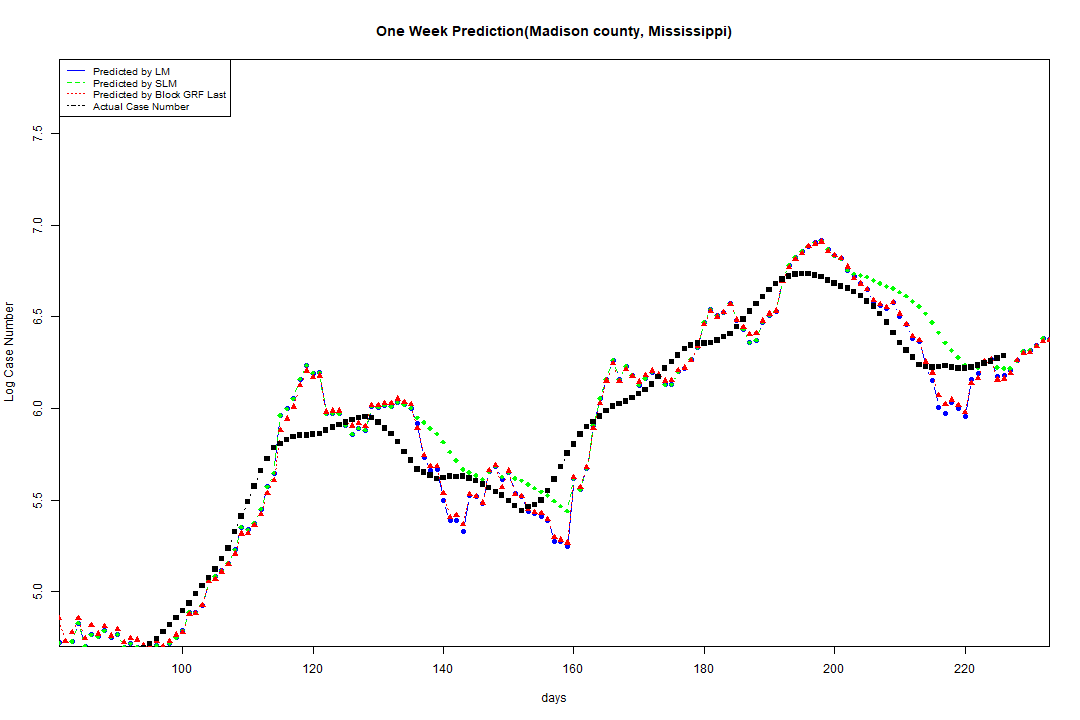 One Week Prediction(Madison county, Mississippi)
Predicted by LM
Predicted by SLM
Predicted by Block GRF Last
Actual Case Number
7.5
7.0
6.5
6.0
5.5
5.0
Log Case Number
100 120 140 160 180 200 220
days